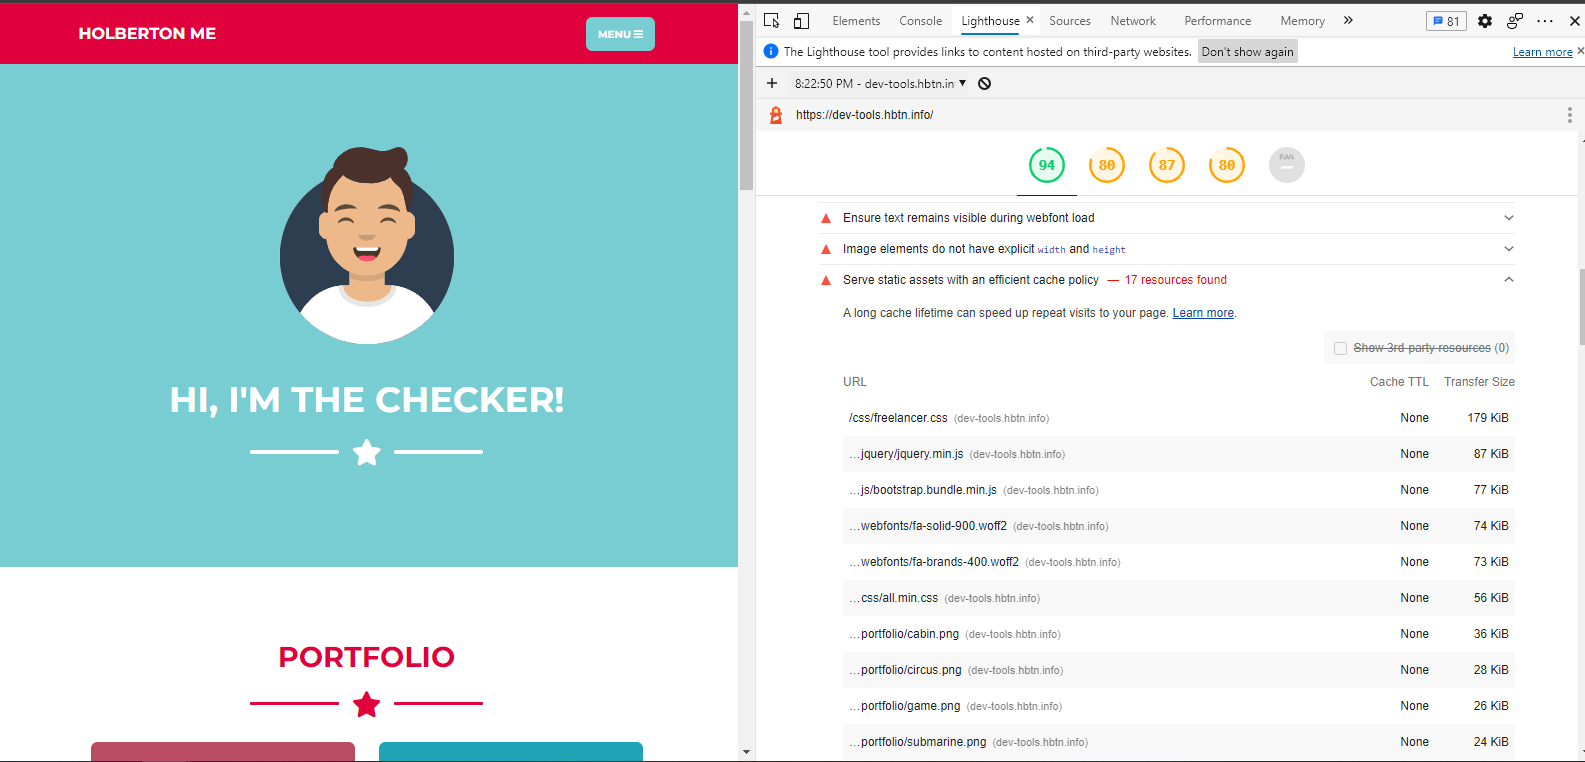 HOLBERTON ME
MENU
HI, I'M THE CHECKER!
PORTFOLIO
Elements Console Lighthouse Sources Network Performance Memory 81
The Lighthouse tool provides links to content hosted on third-party websites. Don't show again Learn more
8:22:50 PM - dev-tools.hbtn.in
https://dev-tools.hbtn.info/
94 80 87 80 PWA
Ensure text remains visible during webfont load
Image elements do not have explicit width and height
Serve static assets with an efficient cache policy — 17 resources found
A long cache lifetime can speed up repeat visits to your page. Learn more.
Show 3rd-party resources (0)
URL Cache TTL Transfer Size
/css/freelancer.css (dev-tools.hbtn.info) None 179 KiB
…jquery/jquery.min.js (dev-tools.hbtn.info) None 87 KiB
…js/bootstrap.bundle.min.js (dev-tools.hbtn.info) None 77 KiB
…webfonts/fa-solid-900.woff2 (dev-tools.hbtn.info) None 74 KiB
…webfonts/fa-brands-400.woff2 (dev-tools.hbtn.info) None 73 KiB
…css/all.min.css (dev-tools.hbtn.info) None 56 KiB
…portfolio/cabin.png (dev-tools.hbtn.info) None 36 KiB
…portfolio/circus.png (dev-tools.hbtn.info) None 28 KiB
…portfolio/game.png (dev-tools.hbtn.info) None 26 KiB
…portfolio/submarine.png (dev-tools.hbtn.info) None 24 KiB